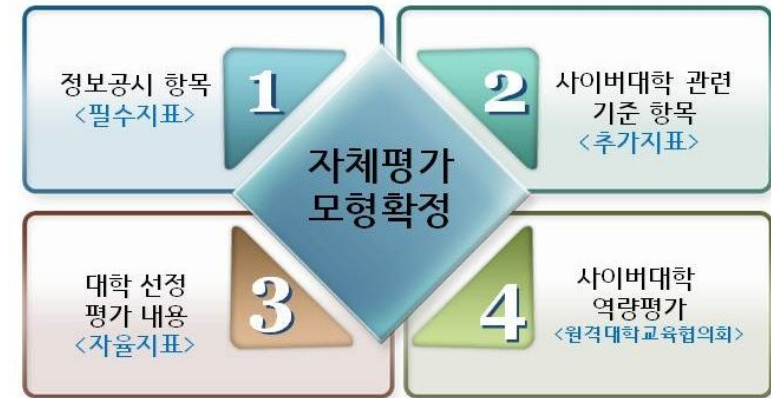 정보공시 항목
<필수지표>
1
2
사이버대학 관련
기준 항목
<추가지표>
자체평가
모형확정
대학 선정
평가 내용
<자율지표>
3
4
사이버대학
역량평가
<원격대학교육협의회>